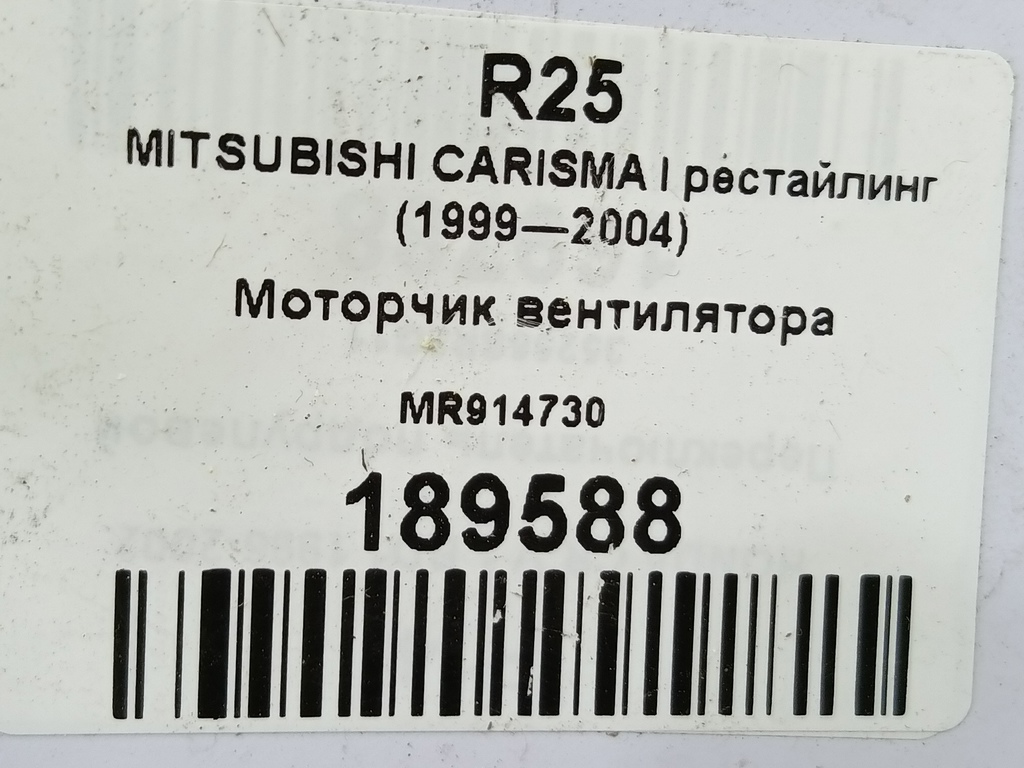 R25
MITSUBISHI CARISMA I рестайлинг
(1999—2004)
Моторчик вентилятора
MR914730
189588